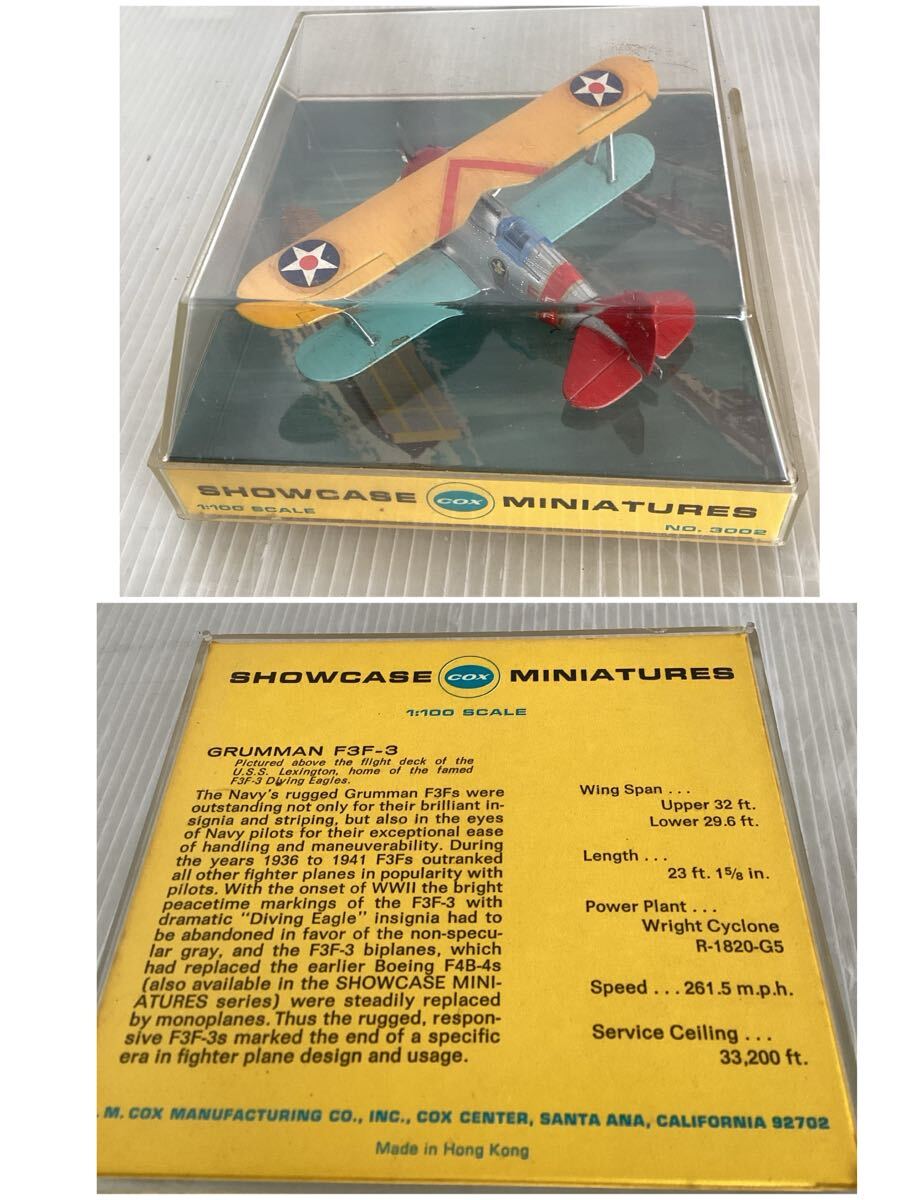 SHOWCASE COX MINIATURES
1:100 SCALE
NO. 3002
SHOWCASE COX MINIATURES
1:100 SCALE
GRUMMAN F3F-3
Pictured above the flight deck of the
U.S.S. Lexington, home of the famed
F3F-3 Diving Eagles.
The Navy's rugged Grumman F3Fs were
outstanding not only for their brilliant in-
signia and striping, but also in the eyes
of Navy pilots for their exceptional ease
of handling and maneuverability. During
the years 1936 to 1941 F3Fs outranked
all other fighter planes in popularity with
pilots. With the onset of WWII the bright
peacetime markings of the F3F-3 with
dramatic "Diving Eagle" insignia had to
be abandoned in favor of the non-specu-
lar gray, and the F3F-3 biplanes, which
had replaced the earlier Boeing F4B-4s
(also available in the SHOWCASE MINI-
ATURES series) were steadily replaced
by monoplanes. Thus the rugged, respon-
sive F3F-3s marked the end of a specific
era in fighter plane design and usage.
Wing Span ...
Upper 32 ft.
Lower 29.6 ft.
Length ...
23 ft. 1 5/8 in.
Power Plant ...
Wright Cyclone
R-1820-G5
Speed ... 261.5 m.p.h.
Service Ceiling ...
33,200 ft.
. M. COX MANUFACTURING CO., INC., COX CENTER, SANTA ANA, CALIFORNIA 92702
Made in Hong Kong